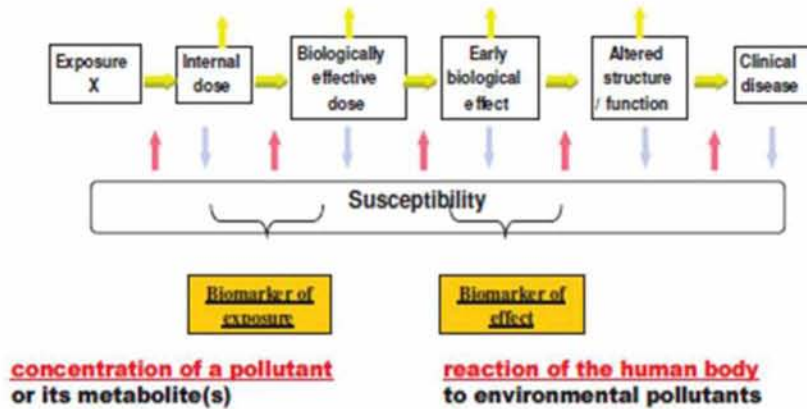 Exposure
X
Internal
dose
Biologically
effective
dose
Early
biological
effect
Altered
structure
/ function
Clinical
disease
Susceptibility
Biomarker of
exposure
Biomarker of
effect
concentration of a pollutant
or its metabolite(s)
reaction of the human body
to environmental pollutants